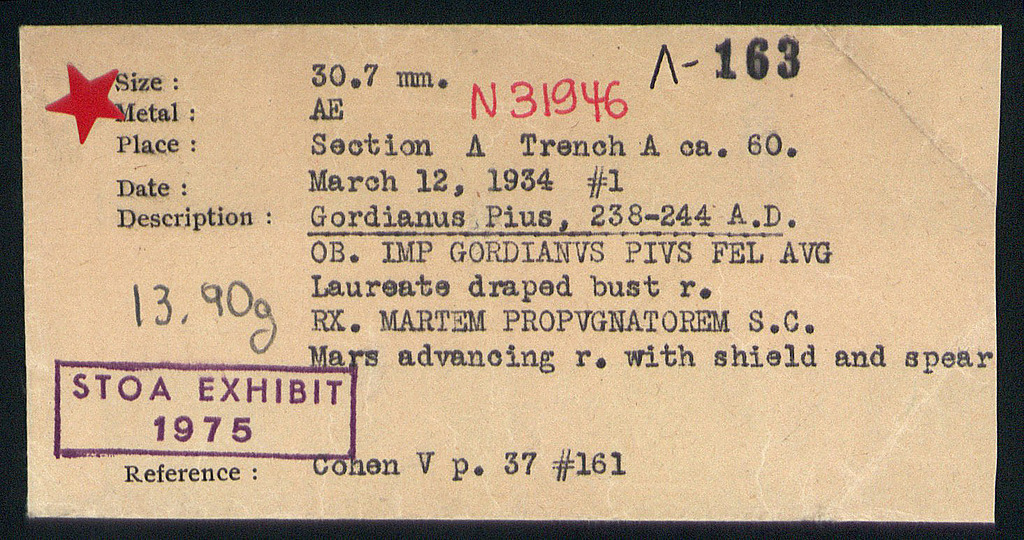 Λ-163
Size : 30.7 mm.
N 31946
Metal : AE
Place : Section Δ Trench A ca. 60.
Date : March 12, 1934 #1
Description : Gordianus Pius, 238-244 A.D.
OB. IMP GORDIANVS PIVS FEL AVG
Laureate draped bust r.
13.90g
RX. MARTEM PROPVGNATOREM S.C.
Mars advancing r. with shield and spear
STOA EXHIBIT
1975
Reference : Cohen V p. 37 #161